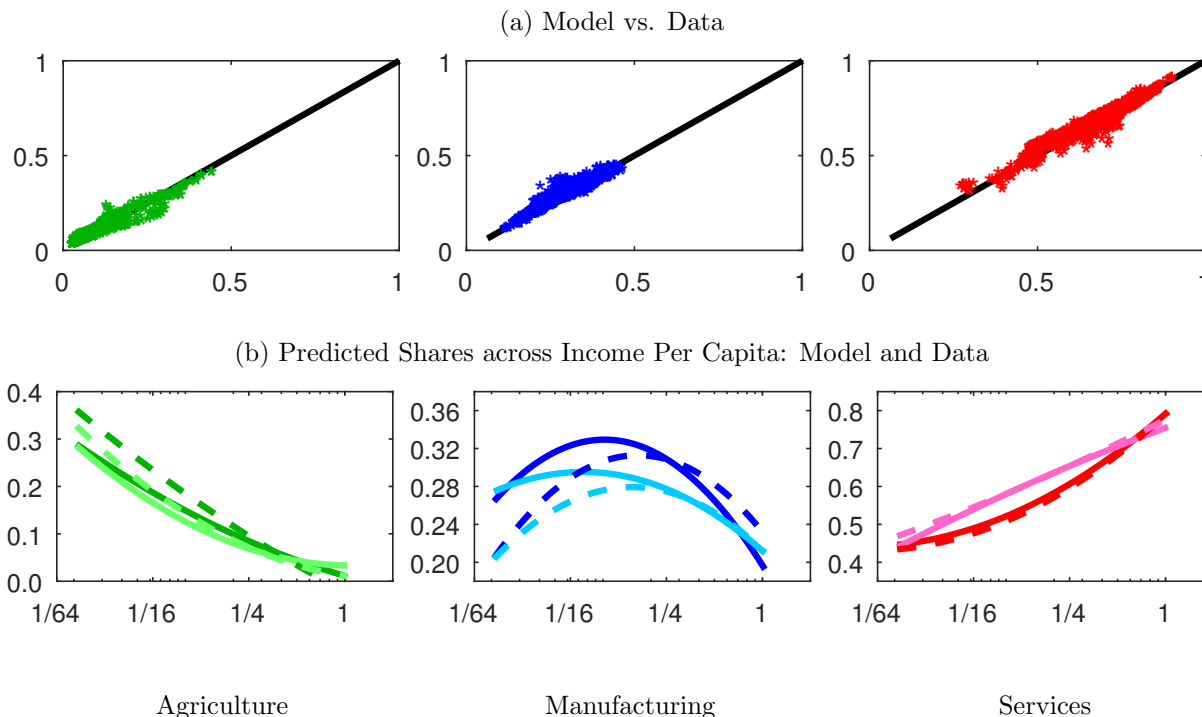 (a) Model vs. Data
1
0.5
0
0 0.5 1
1
0.5
0
0 0.5 1
1
0.5
0
0 0.5 1
(b) Predicted Shares across Income Per Capita: Model and Data
0.4
0.3
0.2
0.1
0.0
1/64 1/16 1/4 1
0.36
0.32
0.28
0.24
0.20
1/64 1/16 1/4 1
0.8
0.7
0.6
0.5
0.4
1/64 1/16 1/4 1
Agriculture Manufacturing Services